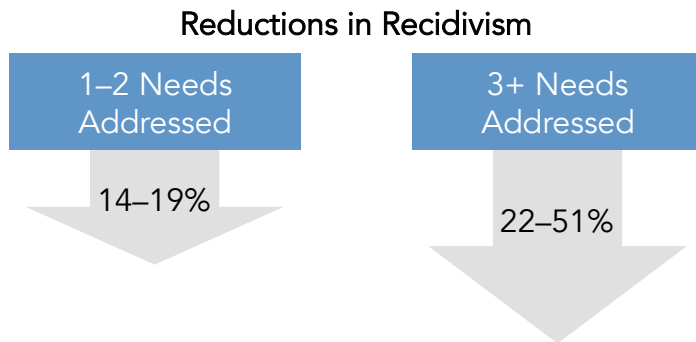 Reductions in Recidivism
1–2 Needs
Addressed
14–19%
3+ Needs
Addressed
22–51%